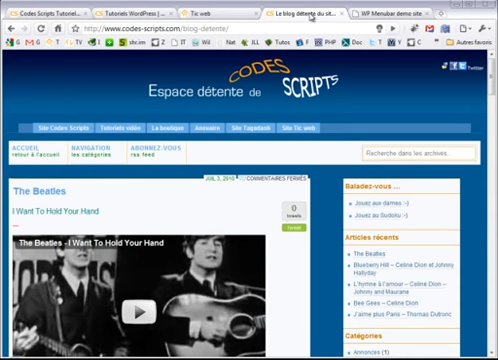 Codes Scripts Tutoriel...
Tutoriels WordPress |...
Tic web
Le blog détente du sit...
WP Menubar demo site
http://www.codes-scripts.com/blog-detente/
Autres favoris
CODES
Espace détente de SCRIPTS
Twitter
Site Codes Scripts
Tutoriels vidéo
La boutique
Annuaire
Site Tapadask
Site Tic web
ACCUEIL
retour à l'accueil
NAVIGATION
les catégories
ABONNEZ-VOUS
rss feed
Recherche dans les archives...
JUIL 3, 2010
COMMENTAIRES FERMÉS
The Beatles
I Want To Hold Your Hand
0
tweets
tweet
The Beatles - I Want To Hold Your Hand
Baladez-vous ...
Jouez aux dames :-)
Jouez au Sudoku :-)
Articles récents
The Beatles
Blueberry Hill – Celine Dion et Johnny
Hallyday
L'homme à l'amour – Celine Dion –
Johnny and Maurane
Bee Gees – Celine Dion
J'aime plus Paris – Thomas Dutronc
Catégories
Annonces (1)